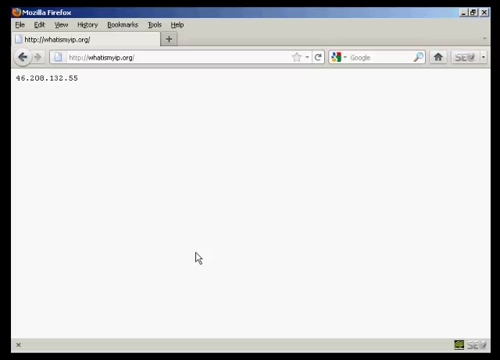 Mozilla Firefox
File Edit View History Bookmarks Tools Help
http://whatismyip.org/
http://whatismyip.org/ Google
46.208.132.55